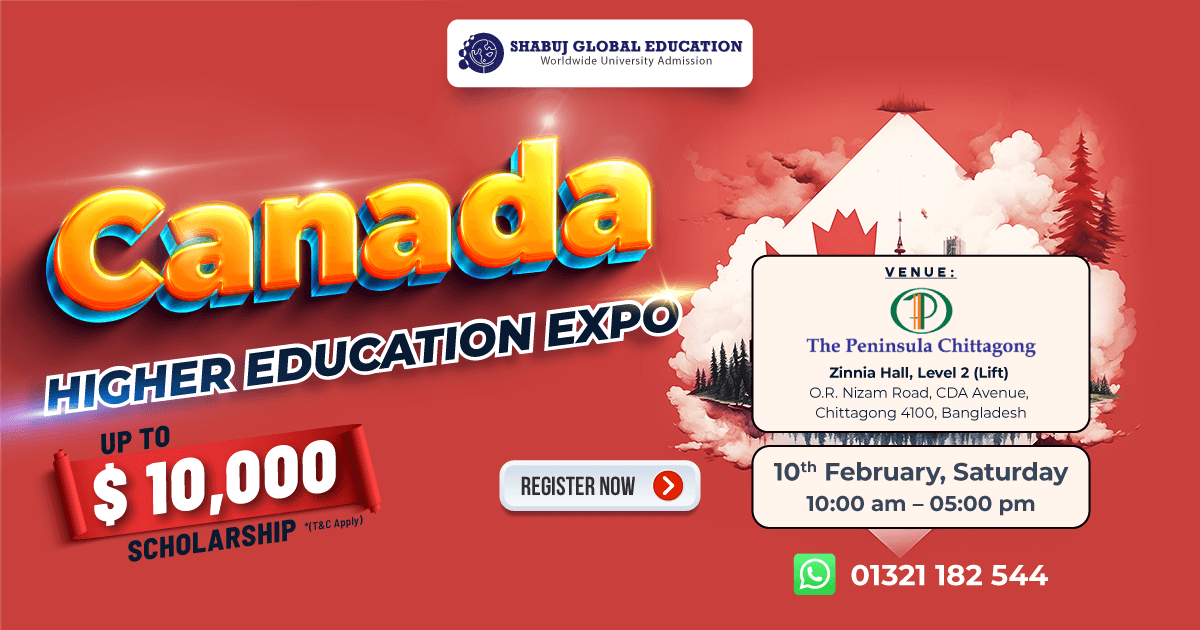 SHABUJ GLOBAL EDUCATION
Worldwide University Admission
Canada
HIGHER EDUCATION EXPO
UP TO
$ 10,000
SCHOLARSHIP *(T&C Apply)
REGISTER NOW
VENUE:
The Peninsula Chittagong
Zinnia Hall, Level 2 (Lift)
O.R. Nizam Road, CDA Avenue,
Chittagong 4100, Bangladesh
10th February, Saturday
10:00 am – 05:00 pm
01321 182 544